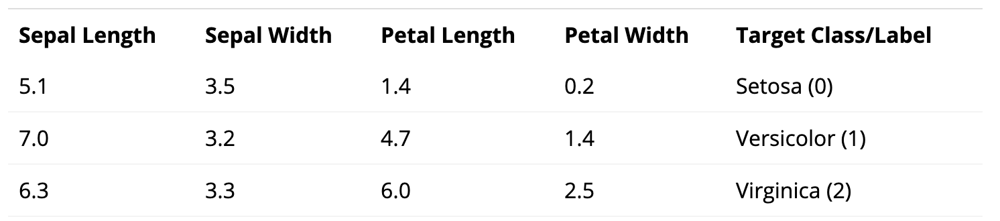 Sepal Length Sepal Width Petal Length Petal Width Target Class/Label
5.1 3.5 1.4 0.2 Setosa (0)
7.0 3.2 4.7 1.4 Versicolor (1)
6.3 3.3 6.0 2.5 Virginica (2)